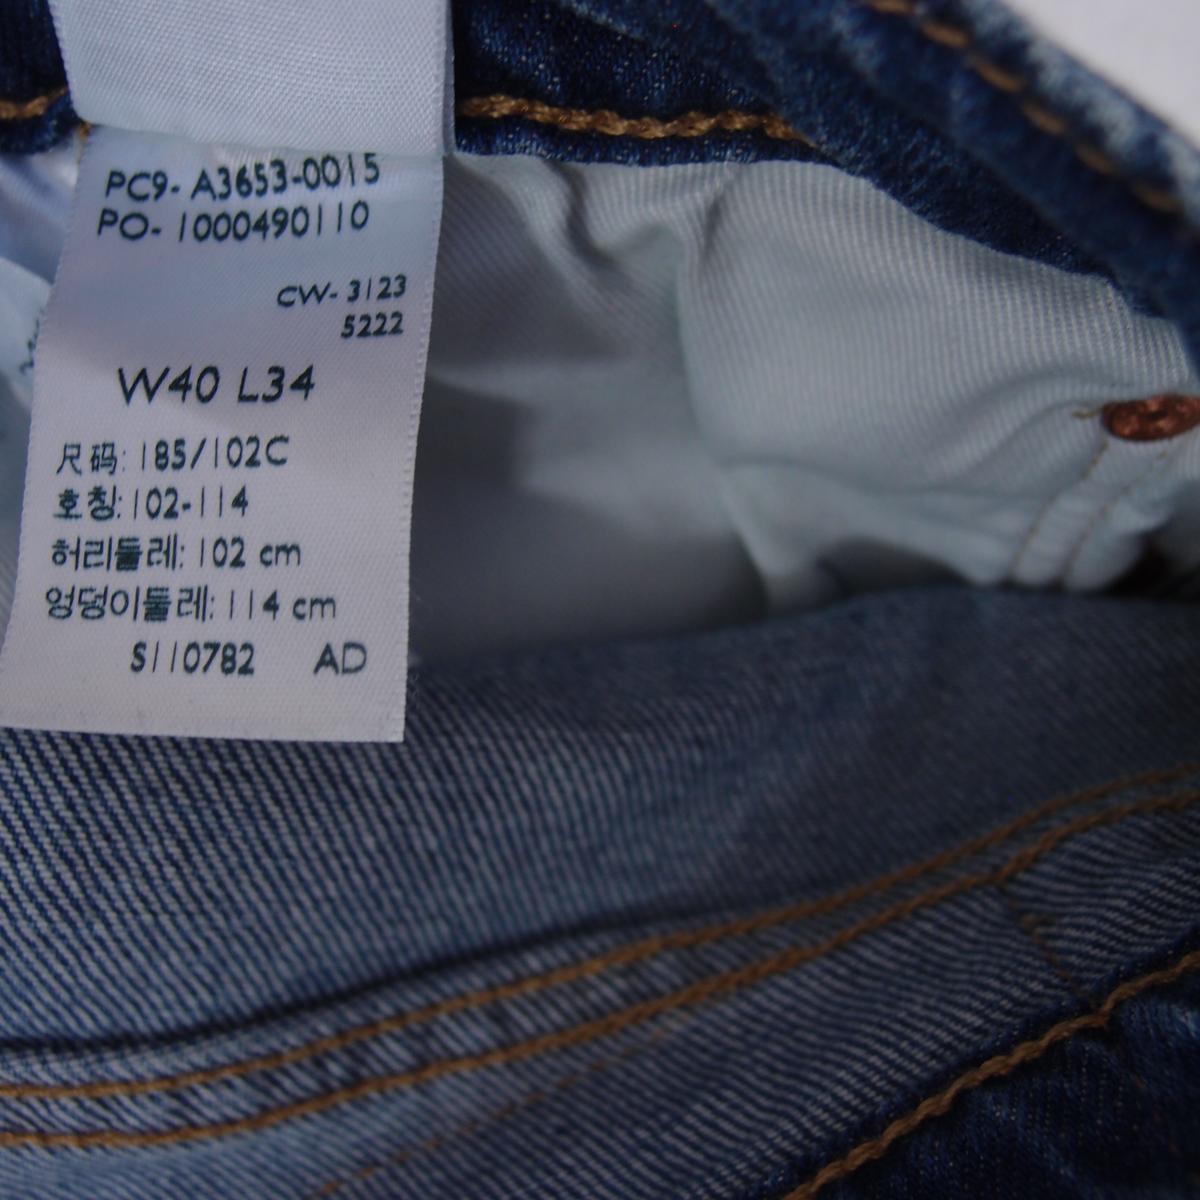 PC9- A3653-0015
PO- 1000490110
CW- 3123
5222
W40 L34
尺码: 185/102C
호칭: 102-114
허리둘레: 102 cm
엉덩이둘레: 114 cm
S110782 AD